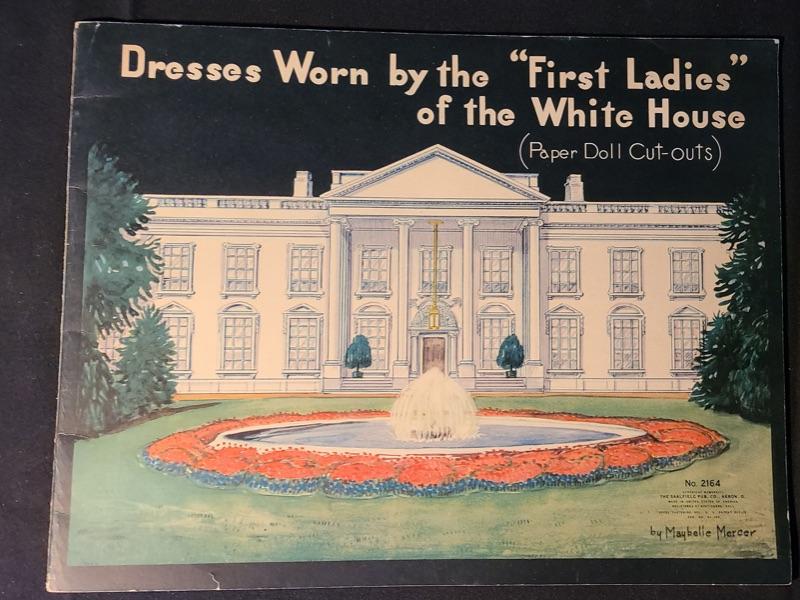 Dresses Worn by the "First Ladies"
of the White House
(Paper Doll Cut-outs)
No. 2164
THE SAALFIELD PUB. CO., AKRON, O.
MADE IN UNITED STATES OF AMERICA
by Maybelle Mercer